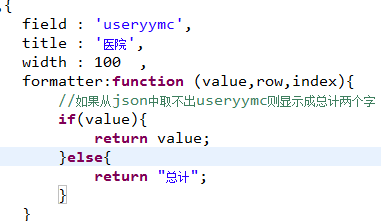 {
field : 'useryymc',
title : '医院',
width : 100  ,
formatter:function (value,row,index){
//如果从json中取不出useryymc则显示成总计两个字
if(value){
return value;
}else{
return "总计";
}
}